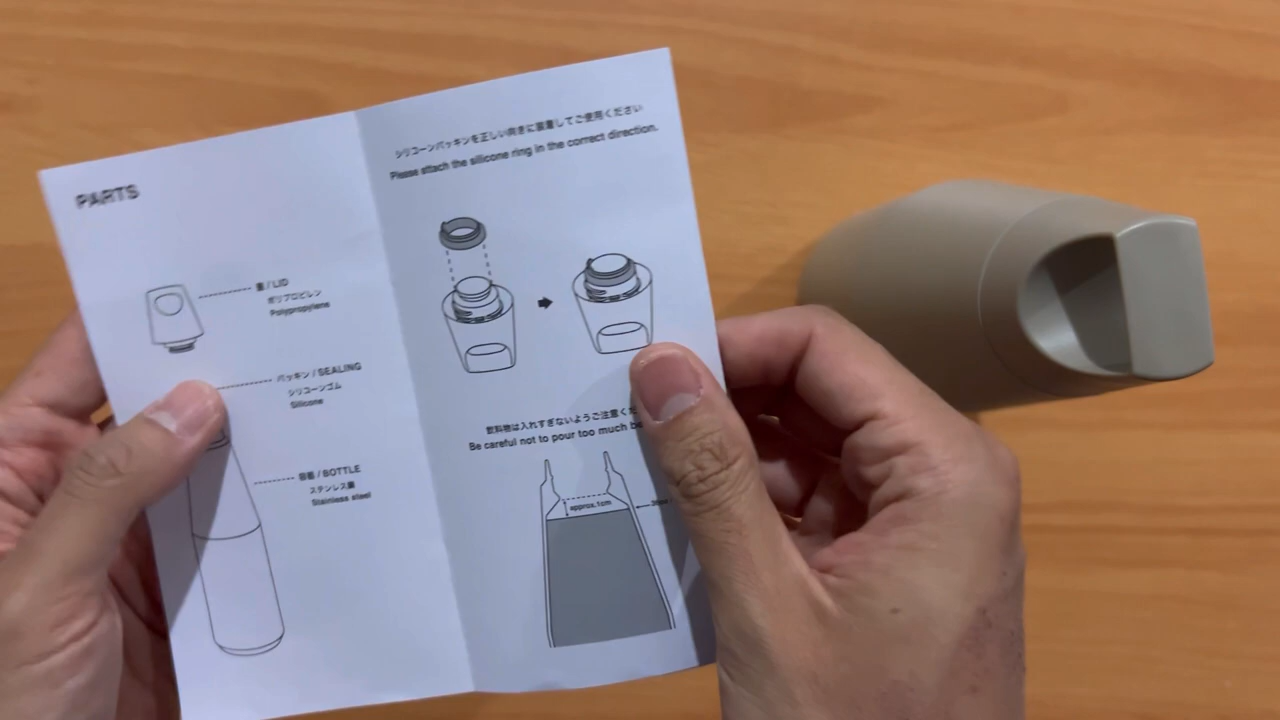 PARTS
蓋 / LID
ポリプロピレン
Polypropylene
パッキン / SEALING
シリコーンゴム
Silicone
容器 / BOTTLE
ステンレス鋼
Stainless steel
シリコーンパッキンを正しい向きに装着してご使用ください
Please attach the silicone ring in the correct direction.
飲料物は入れすぎないようご注意くだ
Be careful not to pour too much be
approx.1cm